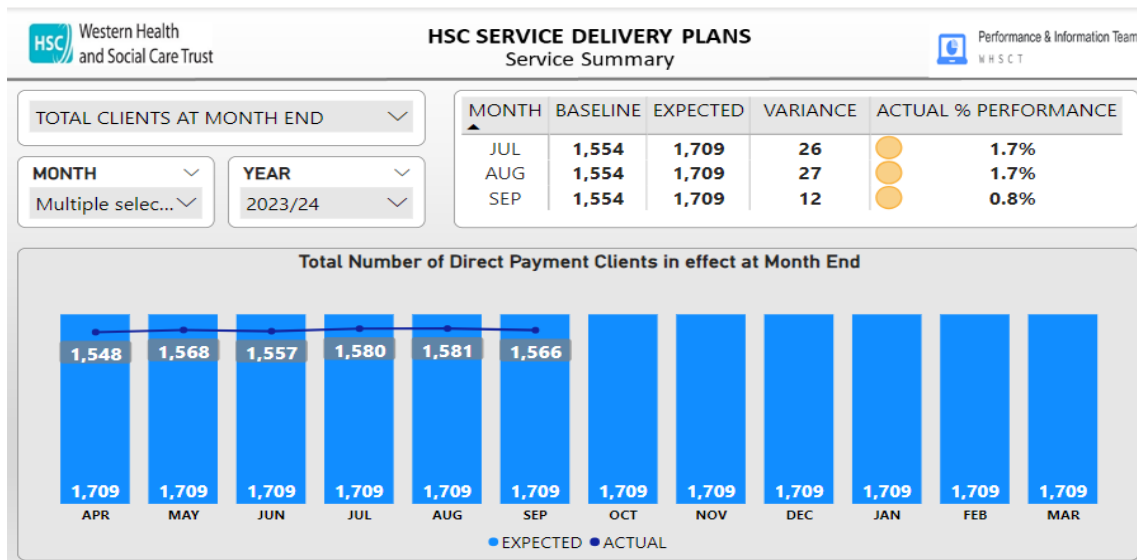 HSC
Western Health
and Social Care Trust
HSC SERVICE DELIVERY PLANS
Service Summary
Performance & Information Team
WHSCT
TOTAL CLIENTS AT MONTH END
MONTH
Multiple selec...
YEAR
2023/24
MONTH BASELINE EXPECTED VARIANCE ACTUAL % PERFORMANCE
JUL 1,554 1,709 26 1.7%
AUG 1,554 1,709 27 1.7%
SEP 1,554 1,709 12 0.8%
Total Number of Direct Payment Clients in effect at Month End
1,548 1,568 1,557 1,580 1,581 1,566
1,709 1,709 1,709 1,709 1,709 1,709 1,709 1,709 1,709 1,709 1,709 1,709
APR MAY JUN JUL AUG SEP OCT NOV DEC JAN FEB MAR
EXPECTED ACTUAL